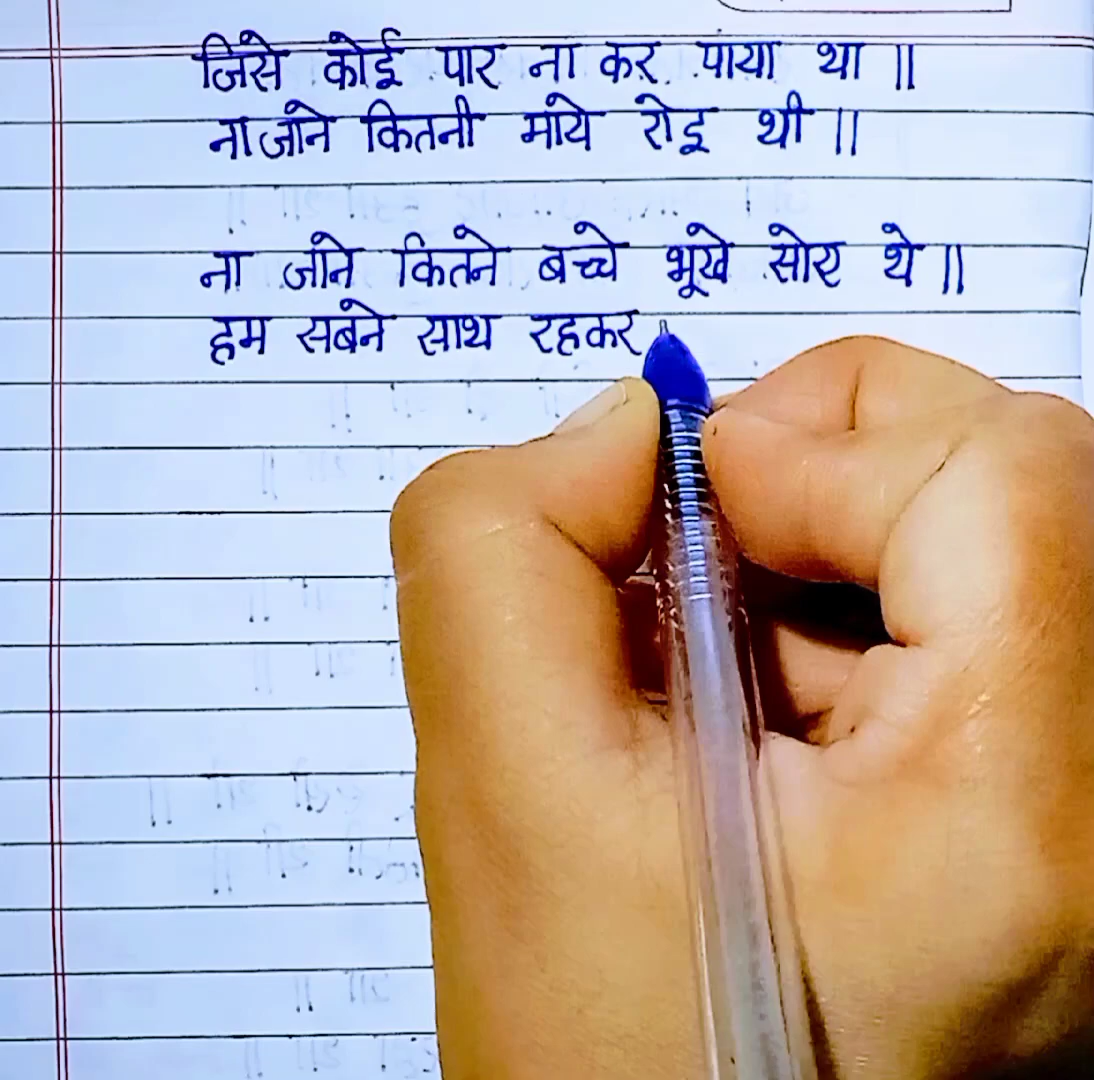 जिसे कोई पार ना कर पाया था ||
ना जाने कितनी माये रोइ थी ||
ना जाने कितने बच्चे भूखे सोए थे ||
हम सबने साथ रहकर